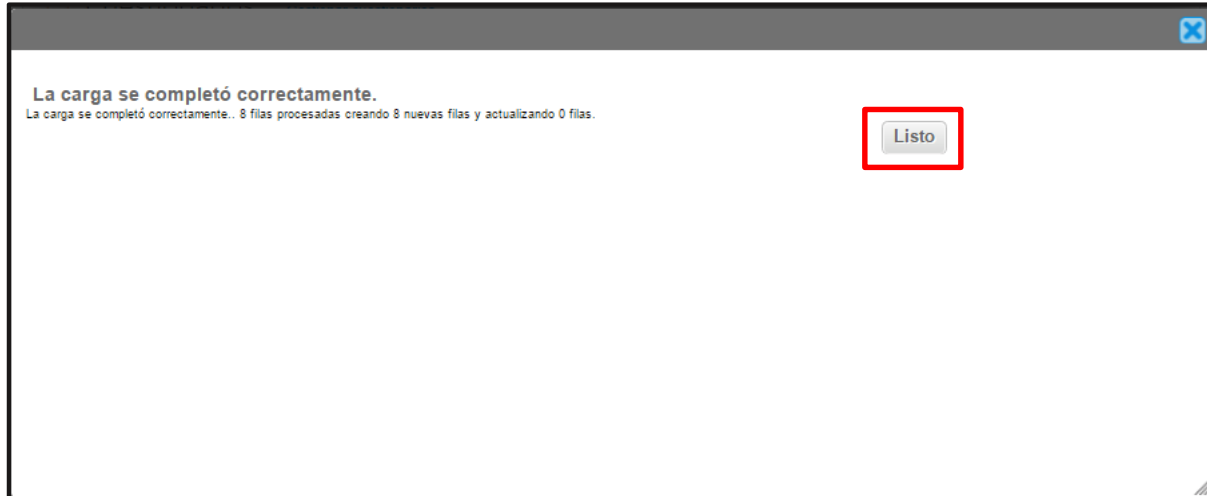 La carga se completó correctamente.
La carga se completó correctamente.. 8 filas procesadas creando 8 nuevas filas y actualizando 0 filas.
Listo